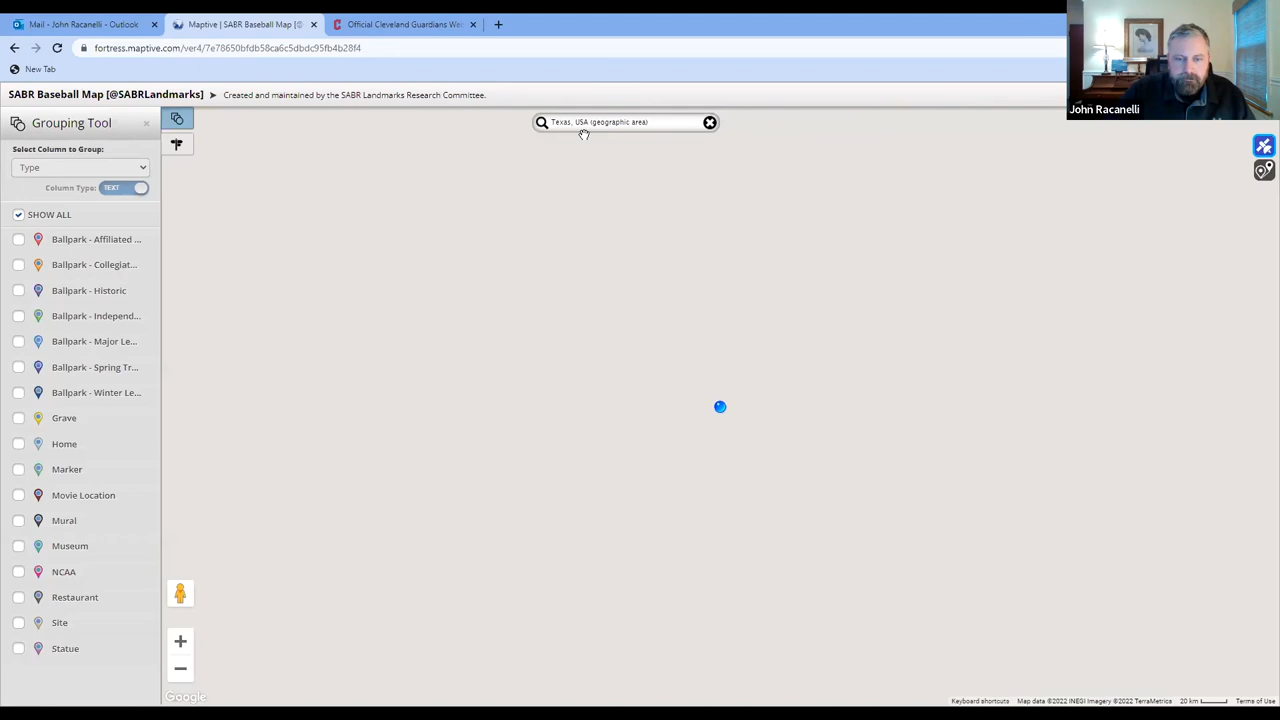 Mail - John Racanelli - Outlook
Maptive | SABR Baseball Map [@
Official Cleveland Guardians We
fortress.maptive.com/ver4/7e78650bfdb58ca6c5dbdc95fb4b28f4
New Tab
SABR Baseball Map [@SABRLandmarks] Created and maintained by the SABR Landmarks Research Committee.
John Racanelli
Grouping Tool
Texas, USA (geographic area)
Select Column to Group:
Type
Column Type: TEXT
SHOW ALL
Ballpark - Affiliated ...
Ballpark - Collegiat...
Ballpark - Historic
Ballpark - Independ...
Ballpark - Major Le...
Ballpark - Spring Tr...
Ballpark - Winter Le...
Grave
Home
Marker
Movie Location
Mural
Museum
NCAA
Restaurant
Site
Statue
Google
Keyboard shortcuts Map data ©2022 INEGI Imagery ©2022 TerraMetrics 20 km Terms of Use